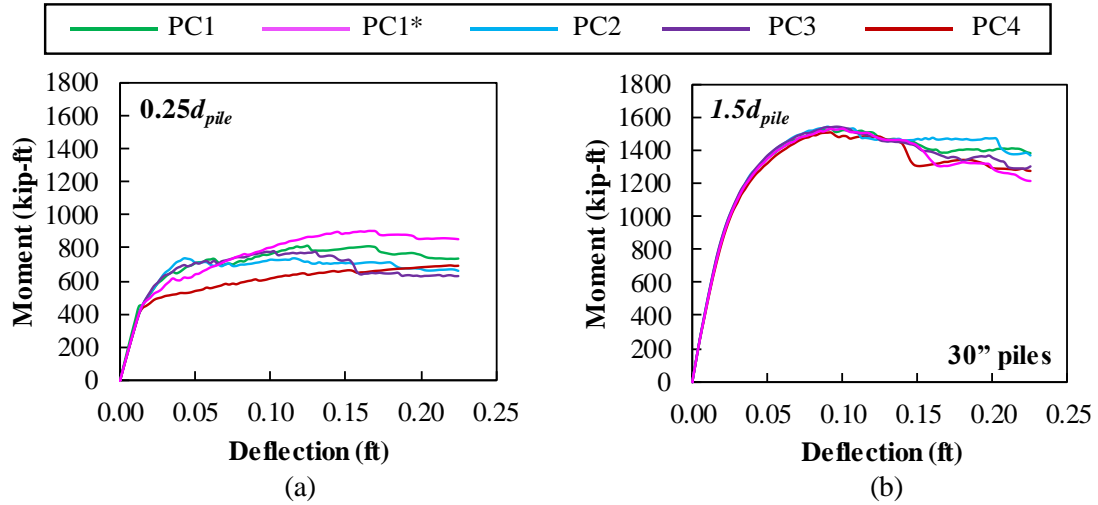 PC1 PC1* PC2 PC3 PC4
0.25d_pile
Moment (kip-ft)
1800
1600
1400
1200
1000
800
600
400
200
0
0.00 0.05 0.10 0.15 0.20 0.25
Deflection (ft)
(a)
1.5d_pile
Moment (kip-ft)
1800
1600
1400
1200
1000
800
600
400
200
0
30” piles
0.00 0.05 0.10 0.15 0.20 0.25
Deflection (ft)
(b)